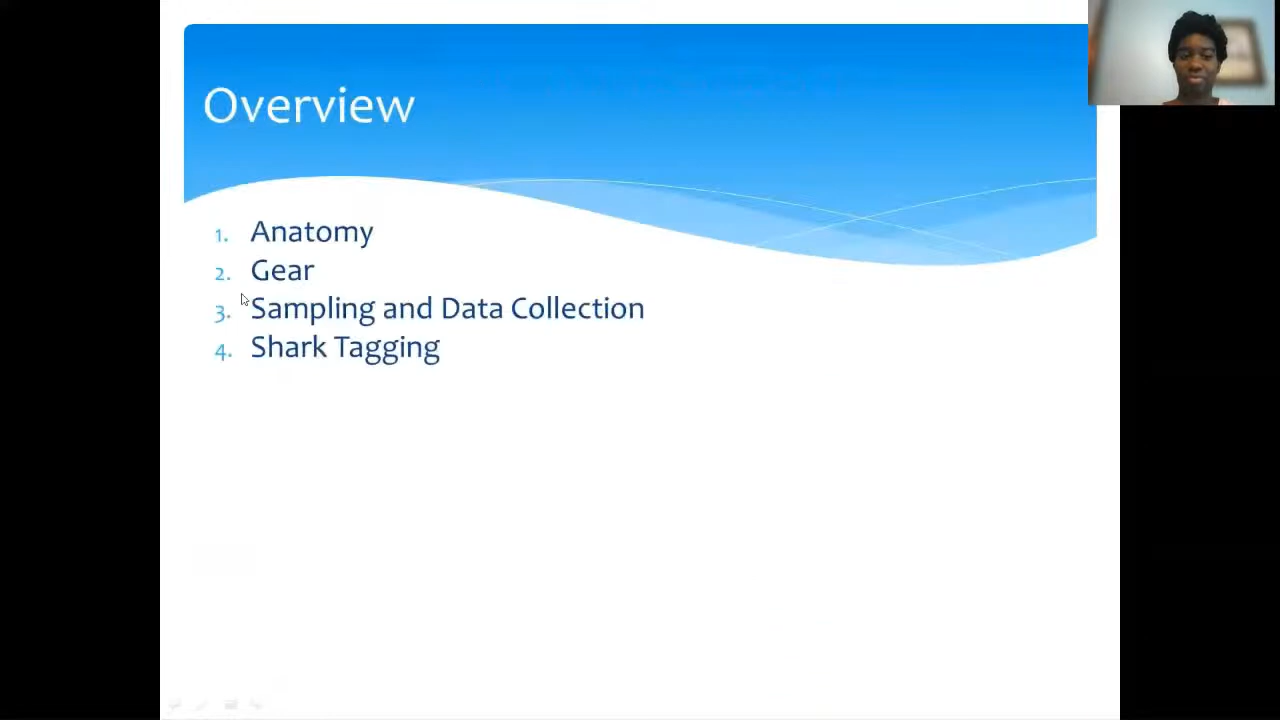 Overview
1. Anatomy
2. Gear
3. Sampling and Data Collection
4. Shark Tagging